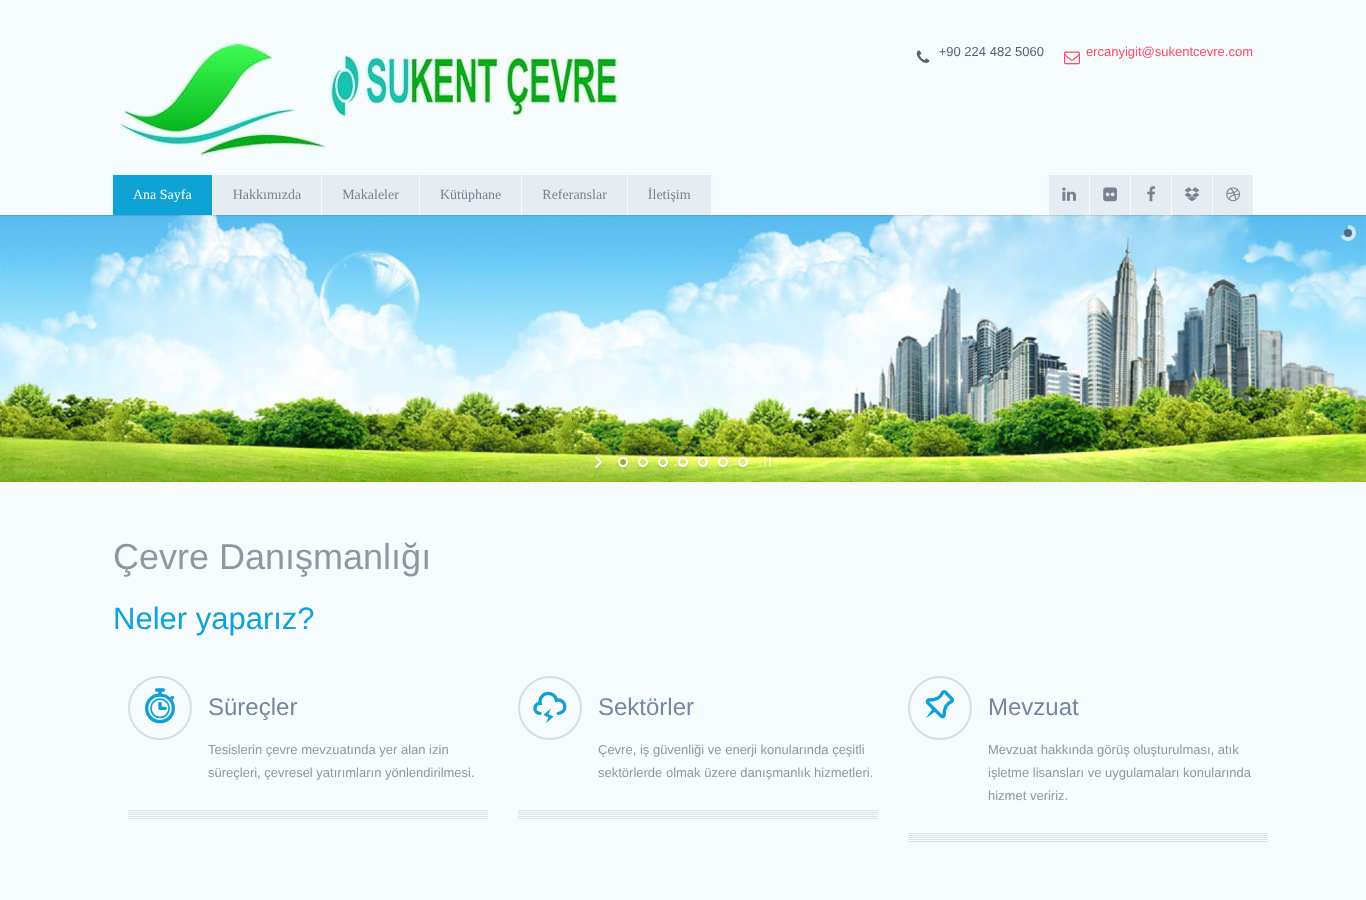 SUKENT ÇEVRE
+90 224 482 5060
ercanyigit@sukentcevre.com
Ana Sayfa
Hakkımızda
Makaleler
Kütüphane
Referanslar
İletişim
Çevre Danışmanlığı
Neler yaparız?
Süreçler
Tesislerin çevre mevzuatında yer alan izin
süreçleri, çevresel yatırımların yönlendirilmesi.
Sektörler
Çevre, iş güvenliği ve enerji konularında çeşitli
sektörlerde olmak üzere danışmanlık hizmetleri.
Mevzuat
Mevzuat hakkında görüş oluşturulması, atık
işletme lisansları ve uygulamaları konularında
hizmet veririz.